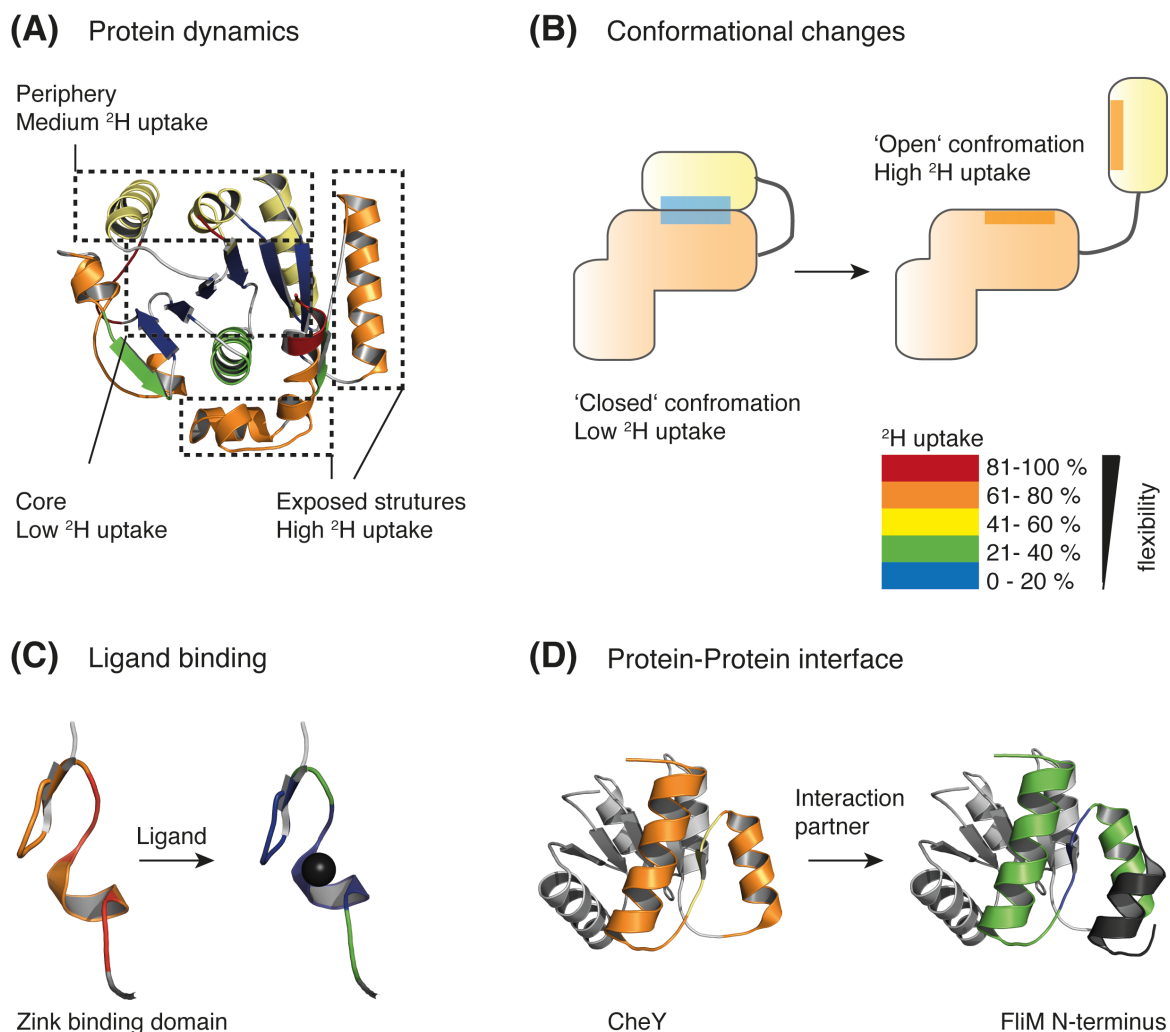 (A) Protein dynamics
Periphery
Medium ²H uptake
Core
Low ²H uptake
Exposed strutures
High ²H uptake
(B) Conformational changes
‘Closed‘ confromation
Low ²H uptake
‘Open‘ confromation
High ²H uptake
²H uptake
81-100 %
61- 80 %
41- 60 %
21- 40 %
0 - 20 %
flexibility
(C) Ligand binding
Ligand
Zink binding domain
(D) Protein-Protein interface
Interaction
partner
CheY
FliM N-terminus